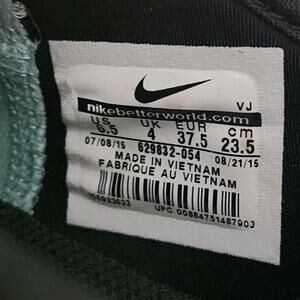 VJ
nikebetterworld.com
US UK EUR cm
6.5 4 37.5 23.5
07/08/15 629832-054 08/21/15
MADE IN VIETNAM
FABRIQUE AU VIETNAM
UPC 00884751487903